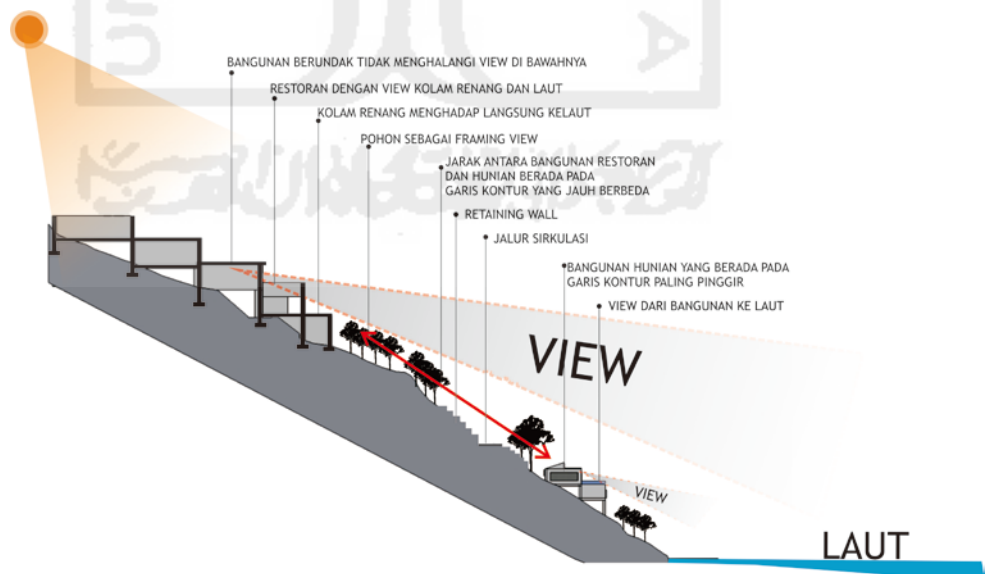 BANGUNAN BERUNDAK TIDAK MENGHALANGI VIEW DI BAWAHNYA
RESTORAN DENGAN VIEW KOLAM RENANG DAN LAUT
KOLAM RENANG MENGHADAP LANGSUNG KELAUT
POHON SEBAGAI FRAMING VIEW
JARAK ANTARA BANGUNAN RESTORAN
DAN HUNIAN BERADA PADA
GARIS KONTUR YANG JAUH BERBEDA
RETAINING WALL
JALUR SIRKULASI
BANGUNAN HUNIAN YANG BERADA PADA
GARIS KONTUR PALING PINGGIR
VIEW DARI BANGUNAN KE LAUT
VIEW
VIEW
LAUT